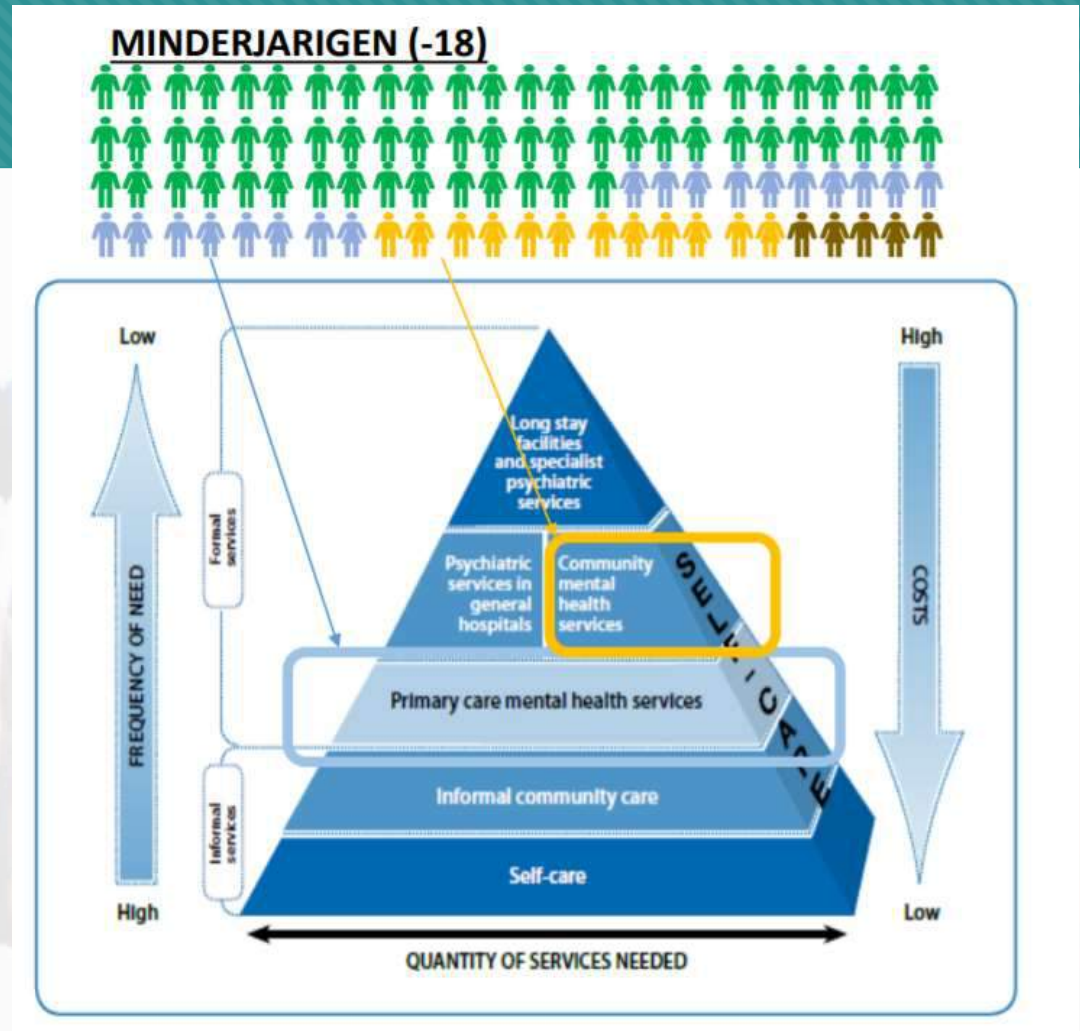 MINDERJARIGEN (-18)
Low
High
Long stay
facilities
and specialist
psychiatric
services
Formal
services
Psychiatric
services in
general
hospitals
Community
mental
health
services
SELF-CARE
FREQUENCY OF NEED
COSTS
Primary care mental health services
Informal community care
Informal
services
Self-care
High
Low
QUANTITY OF SERVICES NEEDED